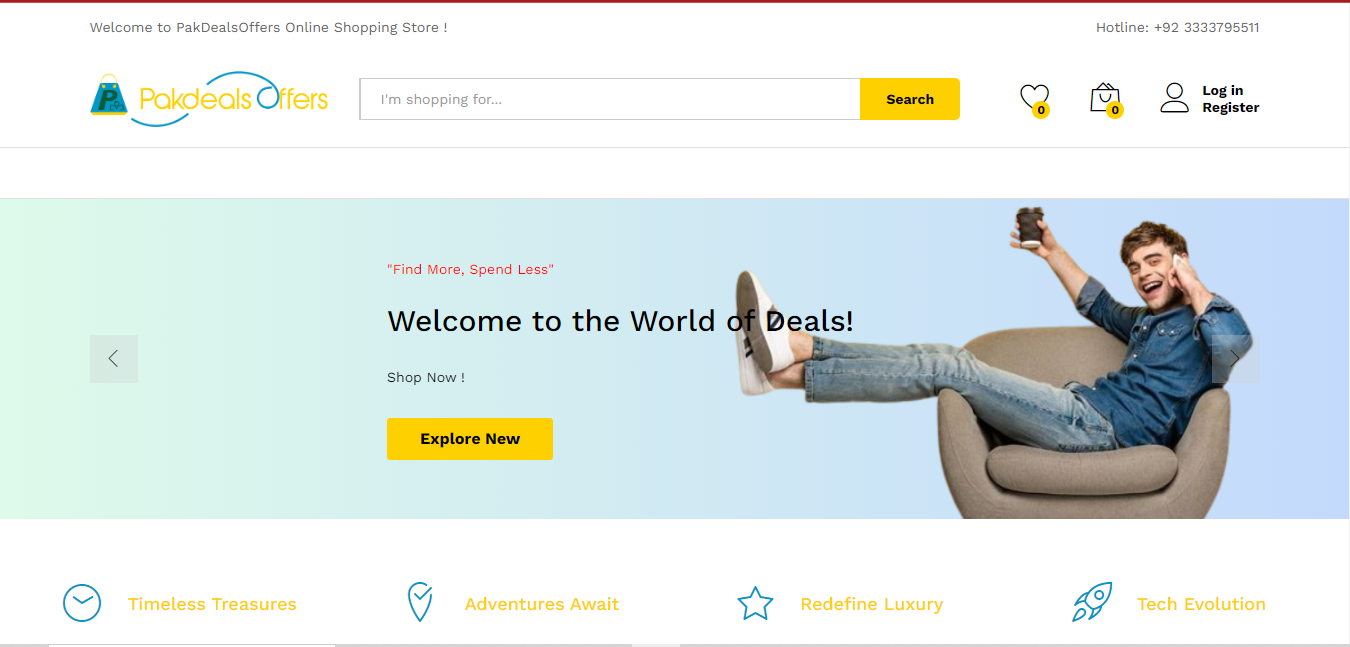 Welcome to PakDealsOffers Online Shopping Store !
Hotline: +92 3333795511
Pakdeals Offers
I'm shopping for...
Search
0
0
Log in
Register
"Find More, Spend Less"
Welcome to the World of Deals!
Shop Now !
Explore New
Timeless Treasures
Adventures Await
Redefine Luxury
Tech Evolution